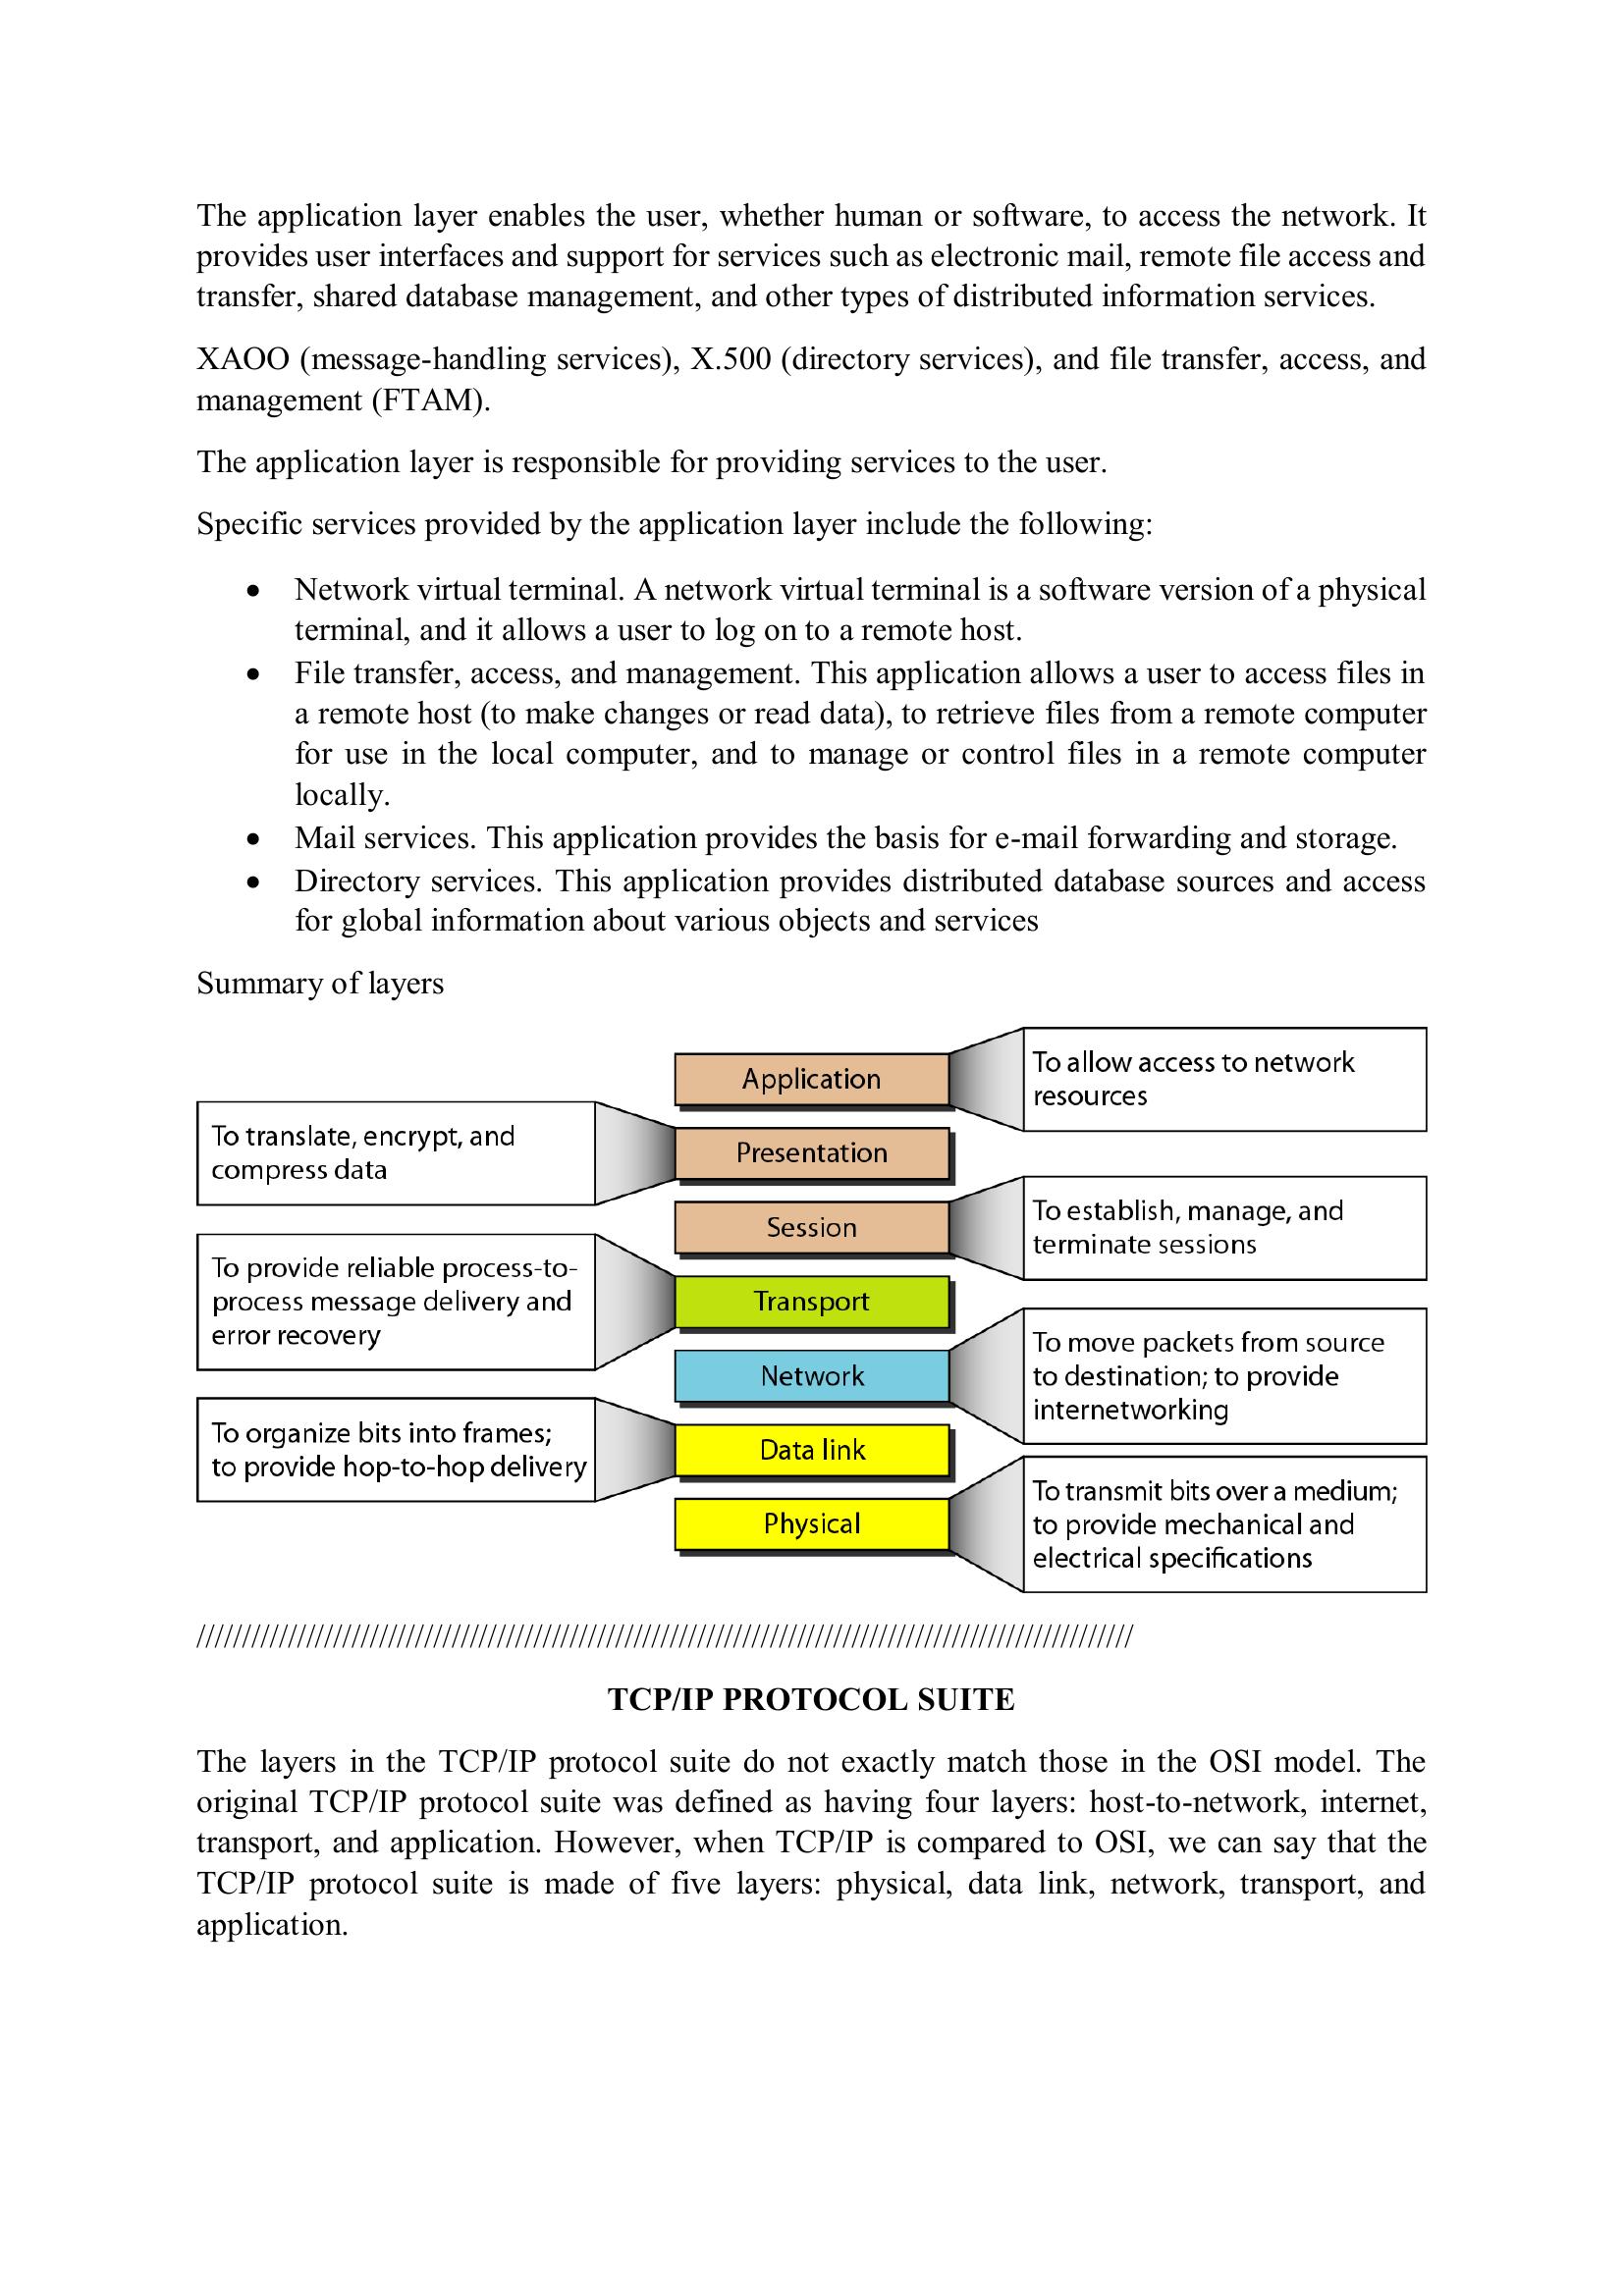 The application layer enables the user, whether human or software, to access the network. It
provides user interfaces and support for services such as electronic mail, remote file access and
transfer, shared database management, and other types of distributed information services.
XAOO (message-handling services), X.500 (directory services), and file transfer, access, and
management (FTAM).
The application layer is responsible for providing services to the user.
Specific services provided by the application layer include the following:
• Network virtual terminal. A network virtual terminal is a software version of a physical
terminal, and it allows a user to log on to a remote host.
• File transfer, access, and management. This application allows a user to access files in
a remote host (to make changes or read data), to retrieve files from a remote computer
for use in the local computer, and to manage or control files in a remote computer
locally.
• Mail services. This application provides the basis for e-mail forwarding and storage.
• Directory services. This application provides distributed database sources and access
for global information about various objects and services
Summary of layers
Application
To allow access to network
resources
To translate, encrypt, and
compress data
Presentation
Session
To establish, manage, and
terminate sessions
To provide reliable process-to-
process message delivery and
error recovery
Transport
Network
To move packets from source
to destination; to provide
internetworking
To organize bits into frames;
to provide hop-to-hop delivery
Data link
Physical
To transmit bits over a medium;
to provide mechanical and
electrical specifications
///////////////////////////////////////////////////////////////////////////////////////////////////////
TCP/IP PROTOCOL SUITE
The layers in the TCP/IP protocol suite do not exactly match those in the OSI model. The
original TCP/IP protocol suite was defined as having four layers: host-to-network, internet,
transport, and application. However, when TCP/IP is compared to OSI, we can say that the
TCP/IP protocol suite is made of five layers: physical, data link, network, transport, and
application.